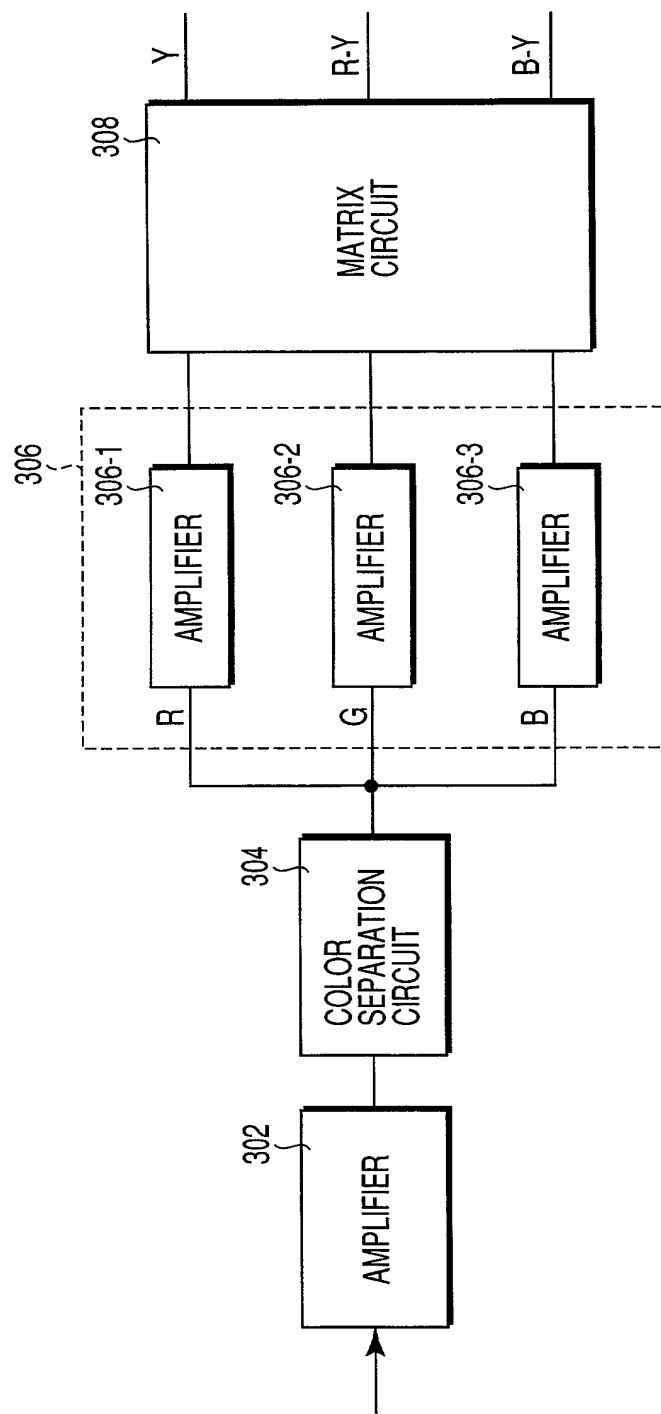 302
AMPLIFIER
304
COLOR
SEPARATION
CIRCUIT
306
R
306-1
AMPLIFIER
G
306-2
AMPLIFIER
B
306-3
AMPLIFIER
308
MATRIX
CIRCUIT
Y
R-Y
B-Y